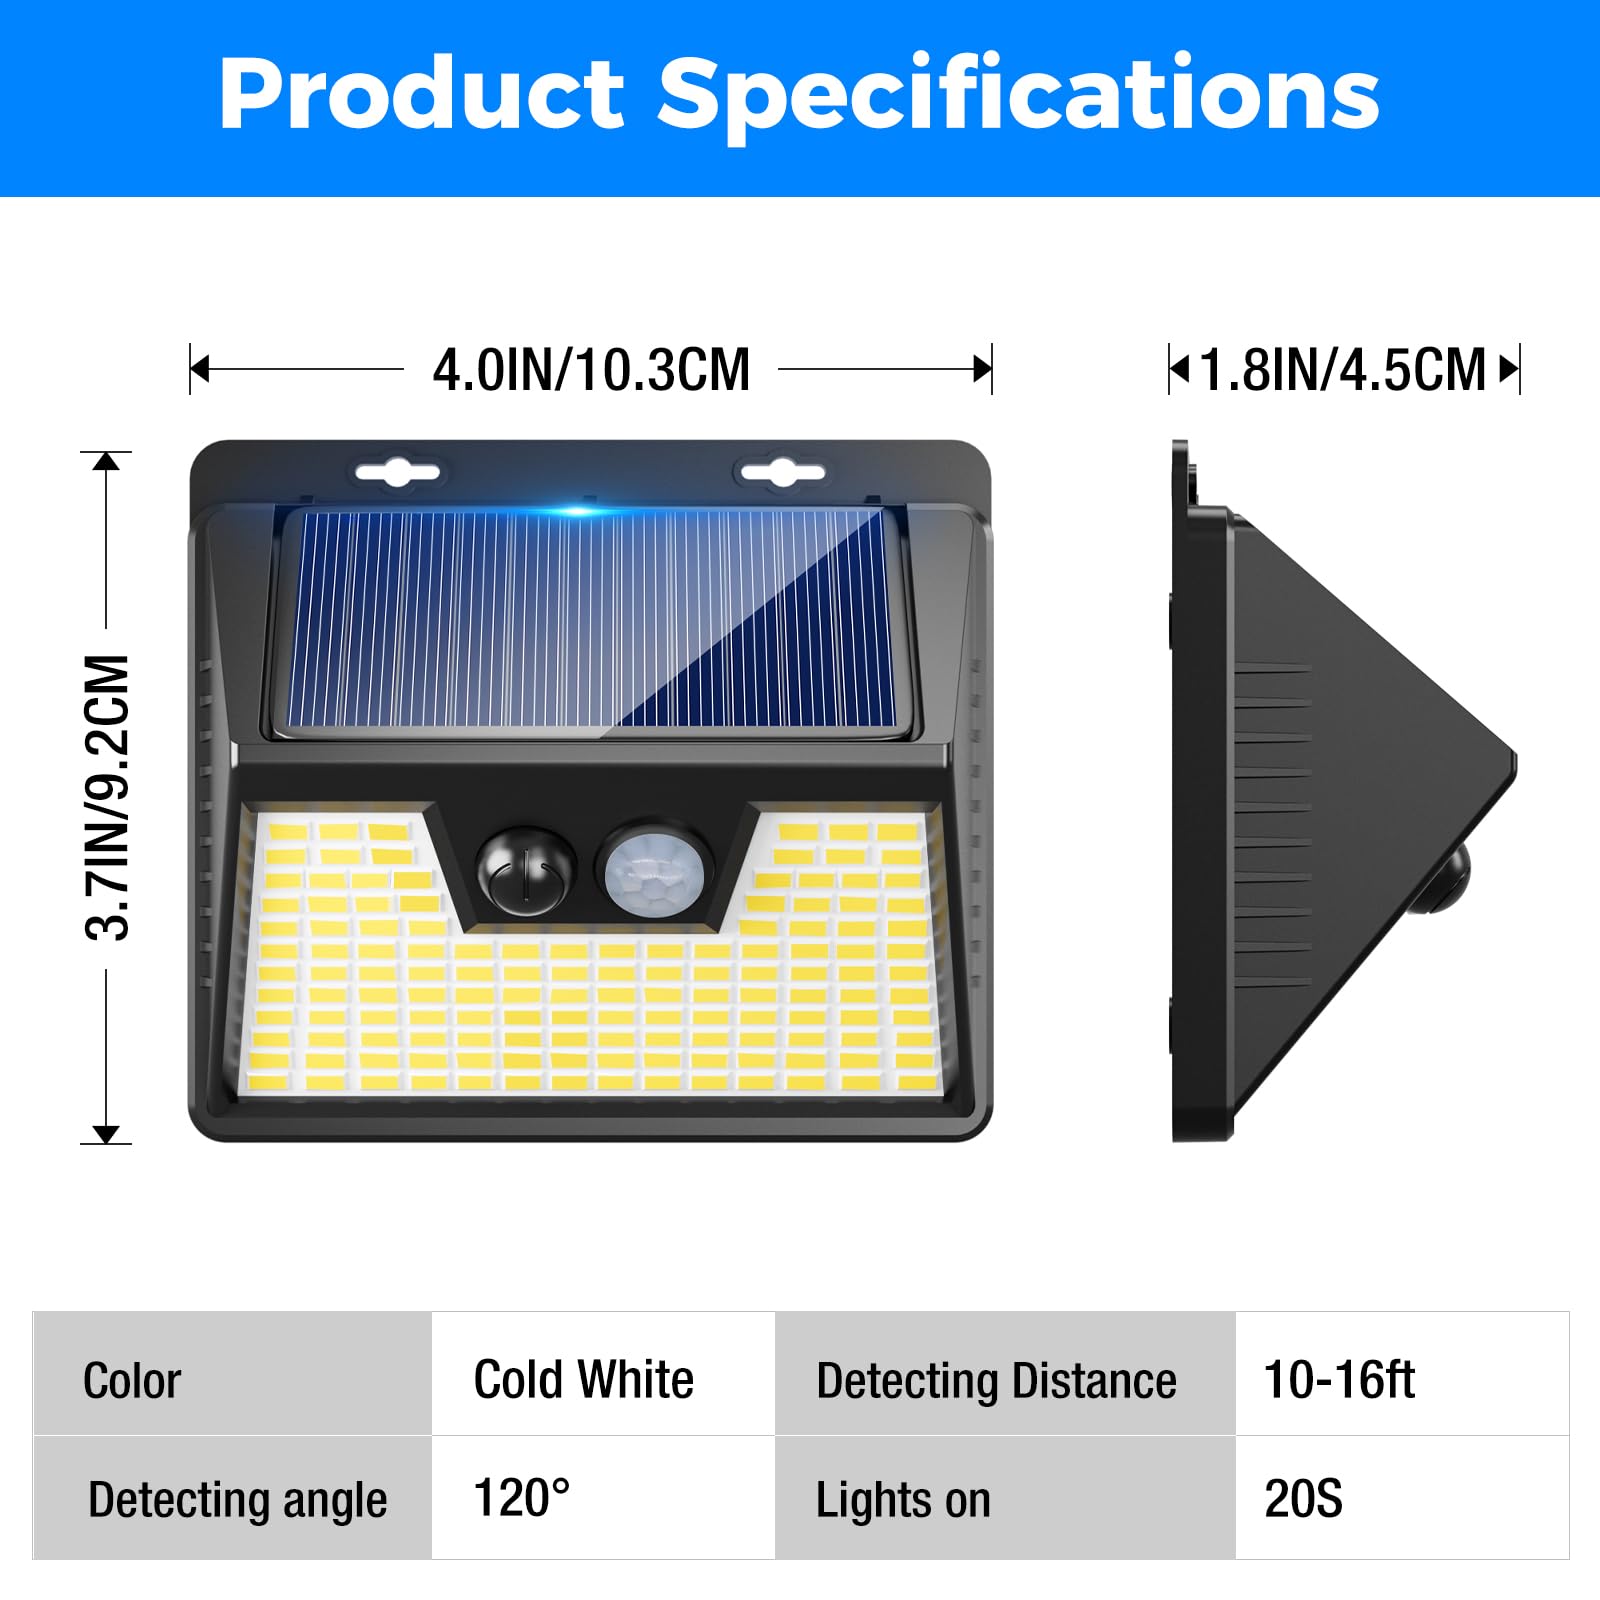 Product Specifications
4.0IN/10.3CM
1.8IN/4.5CM
3.7IN/9.2CM
Color
Cold White
Detecting Distance
10-16ft
Detecting angle
120°
Lights on
20S